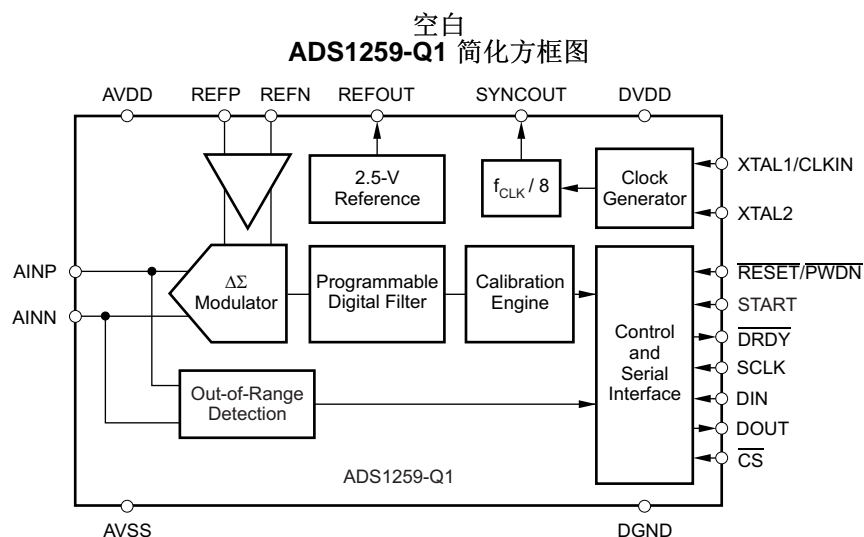 空白
ADS1259-Q1 简化方框图
AVDD
REFP
REFN
REFOUT
SYNCOUT
DVDD
2.5-V
Reference
fCLK / 8
Clock
Generator
XTAL1/CLKIN
XTAL2
AINP
AINN
ΔΣ
Modulator
Programmable
Digital Filter
Calibration
Engine
Control
and
Serial
Interface
RESET/PWDN
START
DRDY
SCLK
DIN
DOUT
CS
Out-of-Range
Detection
ADS1259-Q1
AVSS
DGND